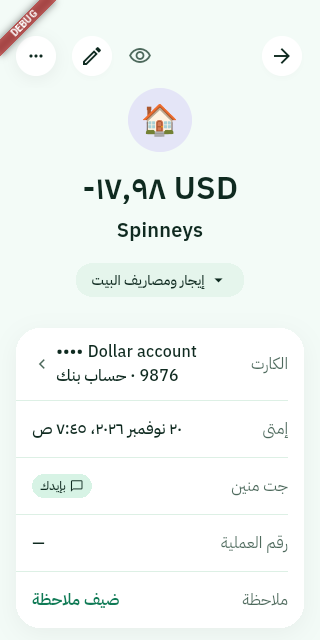 DEBUG
-١٧,٩٨ USD
Spinneys
إيجار ومصاريف البيت
الكارت
•••• Dollar account
9876 · حساب بنك
إمتى
٢٠ نوفمبر ٢٠٢٦، ٧:٤٥ ص
جت منين
بإيدك
رقم العملية
—
ملاحظة
ضيف ملاحظة